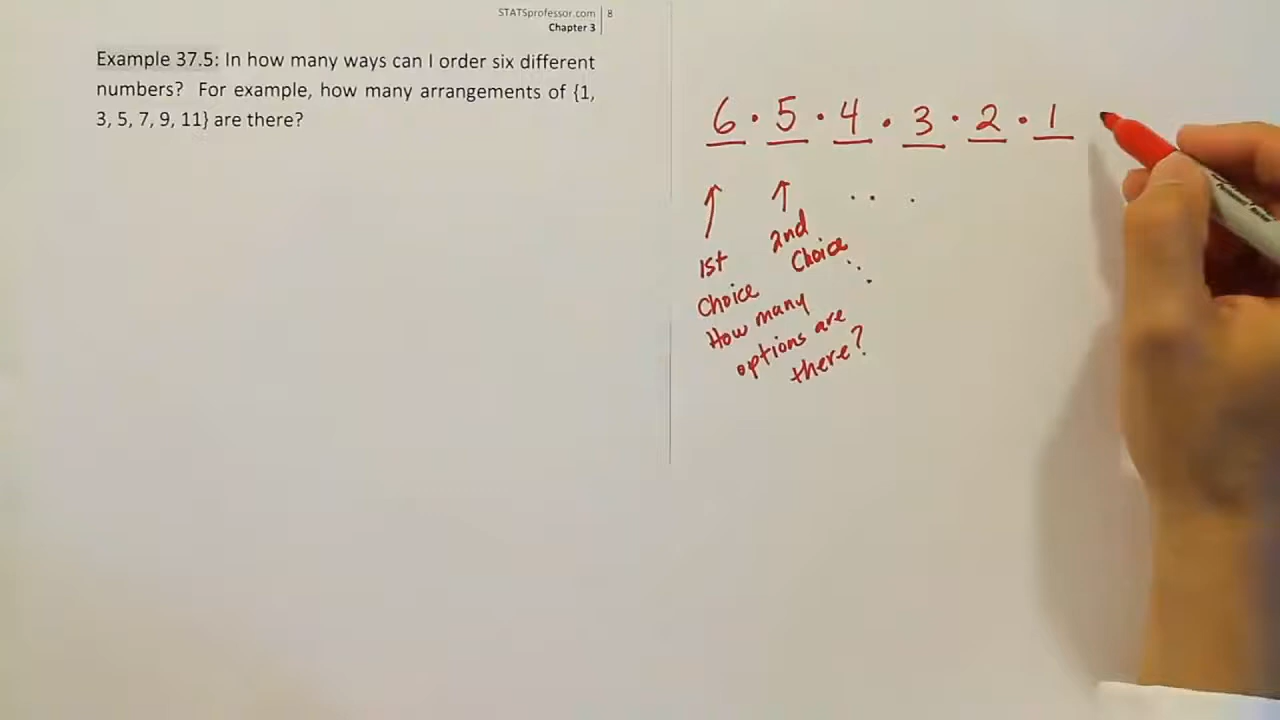 STATSprofessor.com 8
Chapter 3
Example 37.5: In how many ways can I order six different
numbers? For example, how many arrangements of {1,
3, 5, 7, 9, 11} are there?
6 · 5 · 4 · 3 · 2 · 1
1st
Choice
How many
options are
there?
2nd
Choice